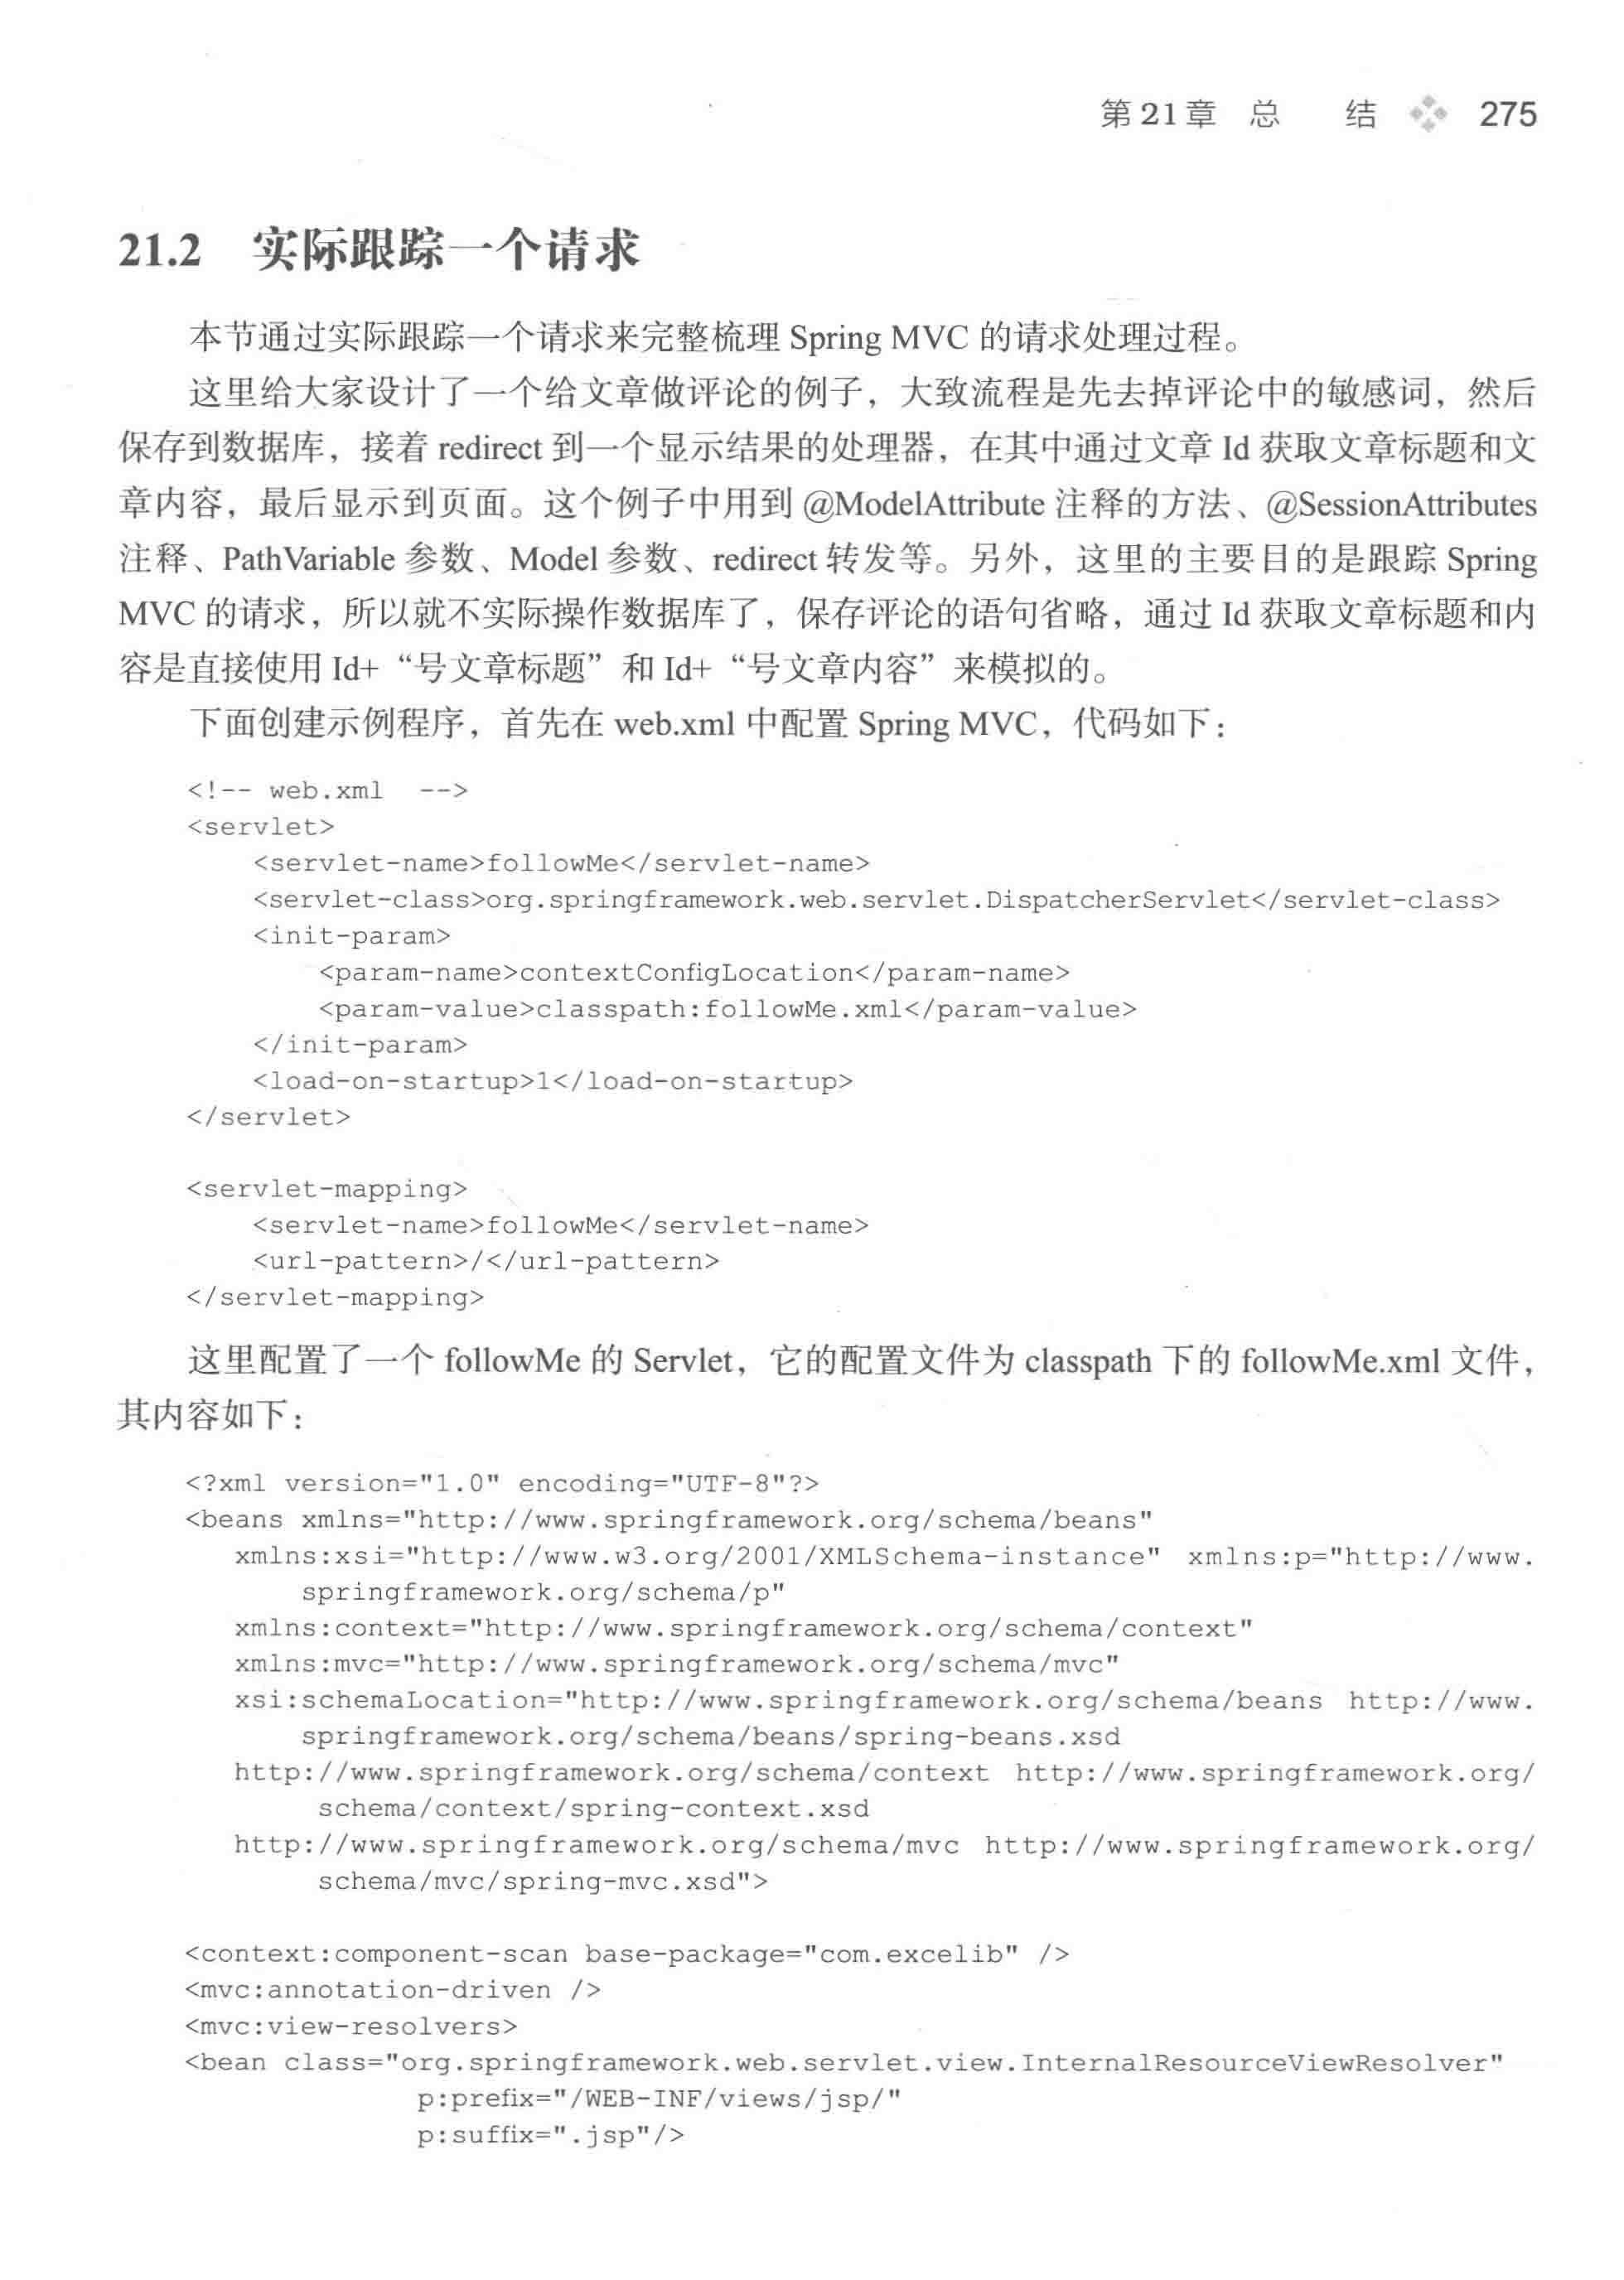 第21章 总 结 275
21.2 实际跟踪一个请求
本节通过实际跟踪一个请求来完整梳理 Spring MVC 的请求处理过程。
这里给大家设计了一个给文章做评论的例子，大致流程是先去掉评论中的敏感词，然后
保存到数据库，接着 redirect 到一个显示结果的处理器，在其中通过文章 Id 获取文章标题和文
章内容，最后显示到页面。这个例子中用到 @ModelAttribute 注释的方法、@SessionAttributes
注释、PathVariable 参数、Model 参数、redirect 转发等。另外，这里的主要目的是跟踪 Spring
MVC 的请求，所以就不实际操作数据库了，保存评论的语句省略，通过 Id 获取文章标题和内
容是直接使用 Id+“号文章标题”和 Id+“号文章内容”来模拟的。
下面创建示例程序，首先在 web.xml 中配置 Spring MVC，代码如下：
<!-- web.xml  -->
<servlet>
    <servlet-name>followMe</servlet-name>
    <servlet-class>org.springframework.web.servlet.DispatcherServlet</servlet-class>
    <init-param>
        <param-name>contextConfigLocation</param-name>
        <param-value>classpath:followMe.xml</param-value>
    </init-param>
    <load-on-startup>1</load-on-startup>
</servlet>
<servlet-mapping>
    <servlet-name>followMe</servlet-name>
    <url-pattern>/</url-pattern>
</servlet-mapping>
这里配置了一个 followMe 的 Servlet，它的配置文件为 classpath 下的 followMe.xml 文件，
其内容如下：
<?xml version="1.0" encoding="UTF-8"?>
<beans xmlns="http://www.springframework.org/schema/beans"
   xmlns:xsi="http://www.w3.org/2001/XMLSchema-instance" xmlns:p="http://www.
       springframework.org/schema/p"
   xmlns:context="http://www.springframework.org/schema/context"
   xmlns:mvc="http://www.springframework.org/schema/mvc"
   xsi:schemaLocation="http://www.springframework.org/schema/beans http://www.
       springframework.org/schema/beans/spring-beans.xsd
   http://www.springframework.org/schema/context http://www.springframework.org/
        schema/context/spring-context.xsd
   http://www.springframework.org/schema/mvc http://www.springframework.org/
        schema/mvc/spring-mvc.xsd">
<context:component-scan base-package="com.excelib" />
<mvc:annotation-driven />
<mvc:view-resolvers>
<bean class="org.springframework.web.servlet.view.InternalResourceViewResolver"
              p:prefix="/WEB-INF/views/jsp/"
              p:suffix=".jsp"/>